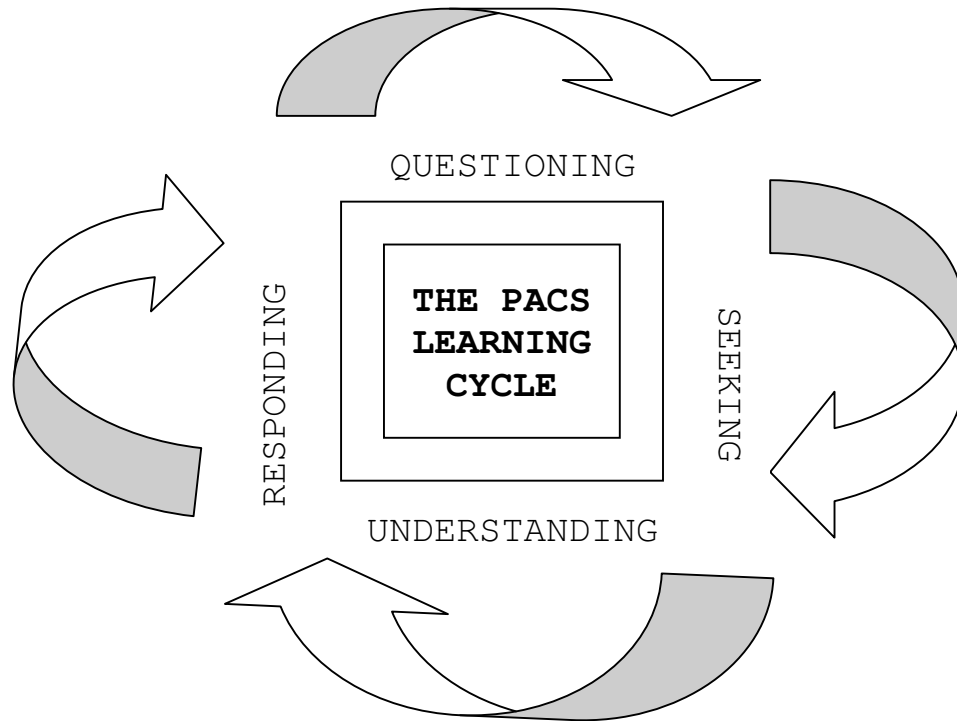 QUESTIONING
THE PACS
LEARNING
CYCLE
SEEKING
UNDERSTANDING
RESPONDING